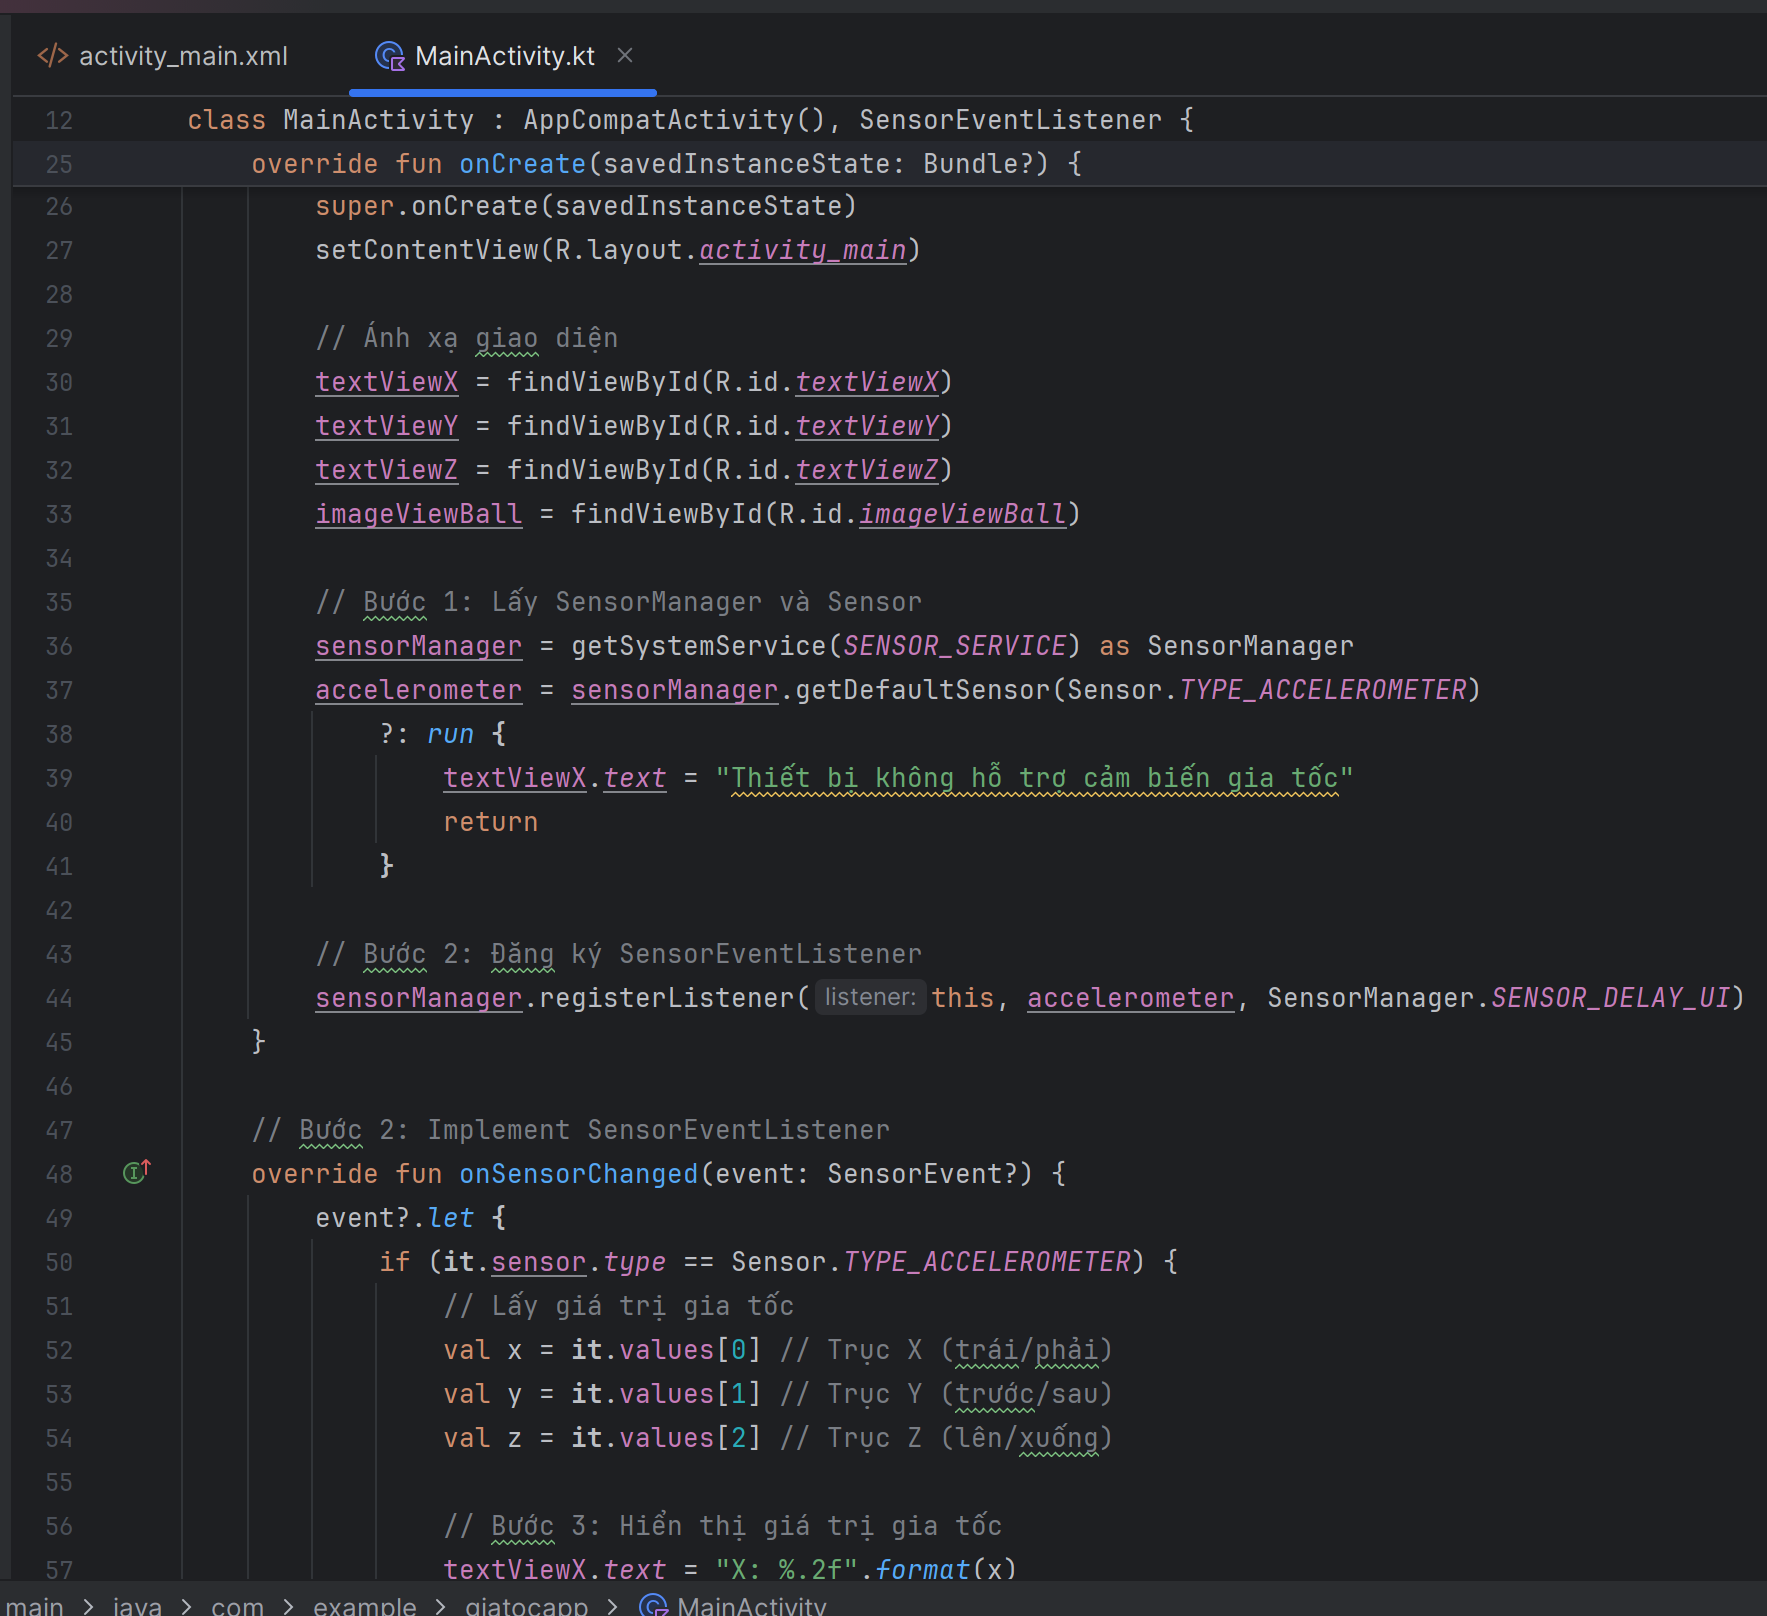 activity_main.xml MainActivity.kt
12 class MainActivity : AppCompatActivity(), SensorEventListener {
25 override fun onCreate(savedInstanceState: Bundle?) {
26 super.onCreate(savedInstanceState)
27 setContentView(R.layout.activity_main)
28
29 // Ánh xạ giao diện
30 textViewX = findViewById(R.id.textViewX)
31 textViewY = findViewById(R.id.textViewY)
32 textViewZ = findViewById(R.id.textViewZ)
33 imageViewBall = findViewById(R.id.imageViewBall)
34
35 // Bước 1: Lấy SensorManager và Sensor
36 sensorManager = getSystemService(SENSOR_SERVICE) as SensorManager
37 accelerometer = sensorManager.getDefaultSensor(Sensor.TYPE_ACCELEROMETER)
38 ?: run {
39 textViewX.text = "Thiết bị không hỗ trợ cảm biến gia tốc"
40 return
41 }
42
43 // Bước 2: Đăng ký SensorEventListener
44 sensorManager.registerListener( listener: this, accelerometer, SensorManager.SENSOR_DELAY_UI)
45 }
46
47 // Bước 2: Implement SensorEventListener
48 override fun onSensorChanged(event: SensorEvent?) {
49 event?.let {
50 if (it.sensor.type == Sensor.TYPE_ACCELEROMETER) {
51 // Lấy giá trị gia tốc
52 val x = it.values[0] // Trục X (trái/phải)
53 val y = it.values[1] // Trục Y (trước/sau)
54 val z = it.values[2] // Trục Z (lên/xuống)
55
56 // Bước 3: Hiển thị giá trị gia tốc
57 textViewX.text = "X: %.2f".format(x)
main > java > com > example > giatocapp > MainActivity